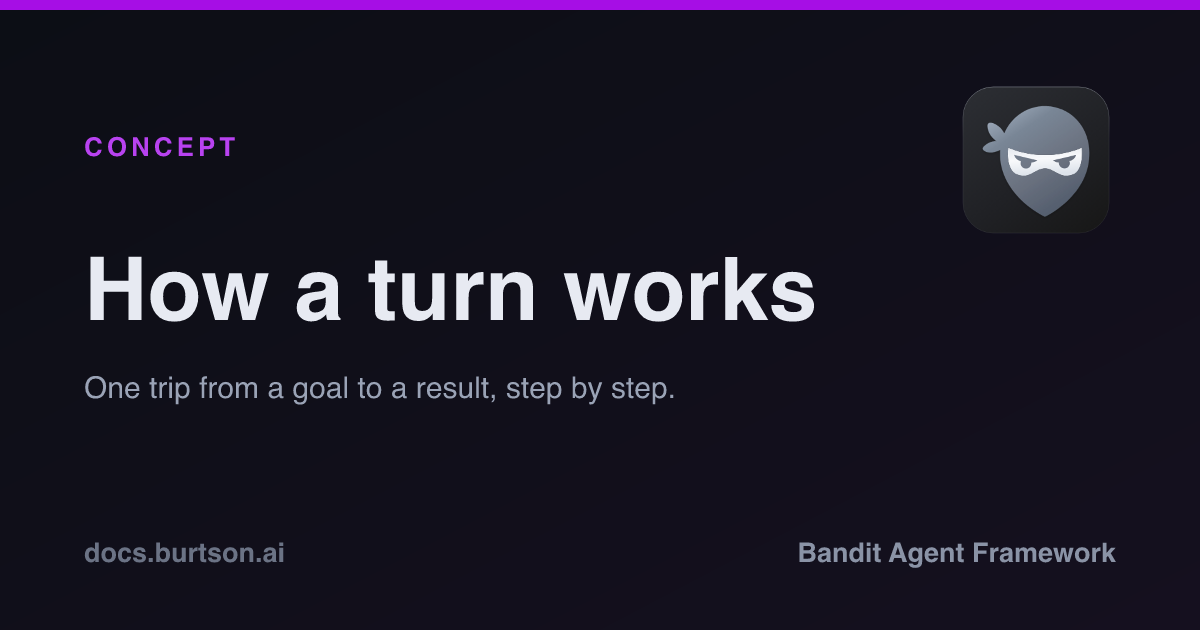 CONCEPT
How a turn works
One trip from a goal to a result, step by step.
docs.burtson.ai
Bandit Agent Framework